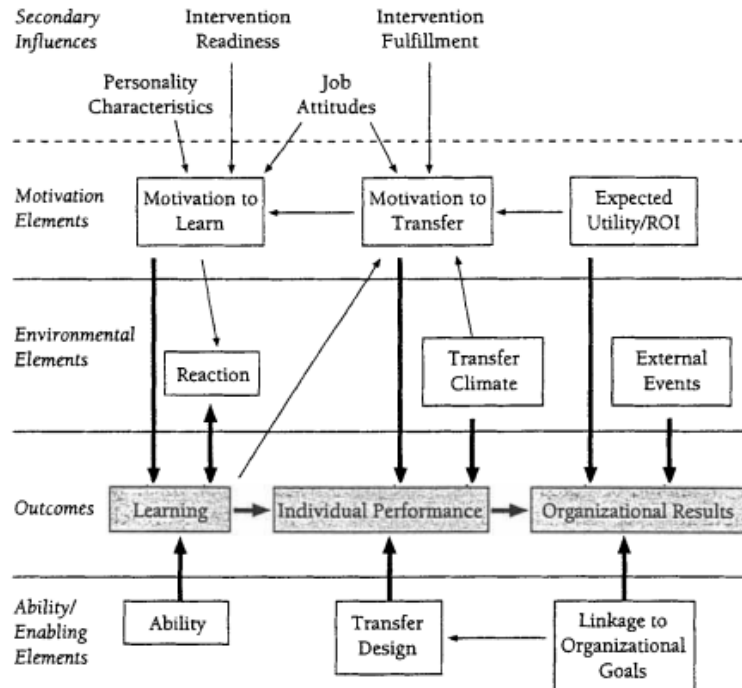 Secondary
Influences
Intervention
Readiness
Intervention
Fulfillment
Personality
Characteristics
Job
Attitudes
Motivation
Elements
Motivation to
Learn
Motivation to
Transfer
Expected
Utility/ROI
Environmental
Elements
Reaction
Transfer
Climate
External
Events
Outcomes
Learning
Individual Performance
Organizational Results
Ability/
Enabling
Elements
Ability
Transfer
Design
Linkage to
Organizational
Goals